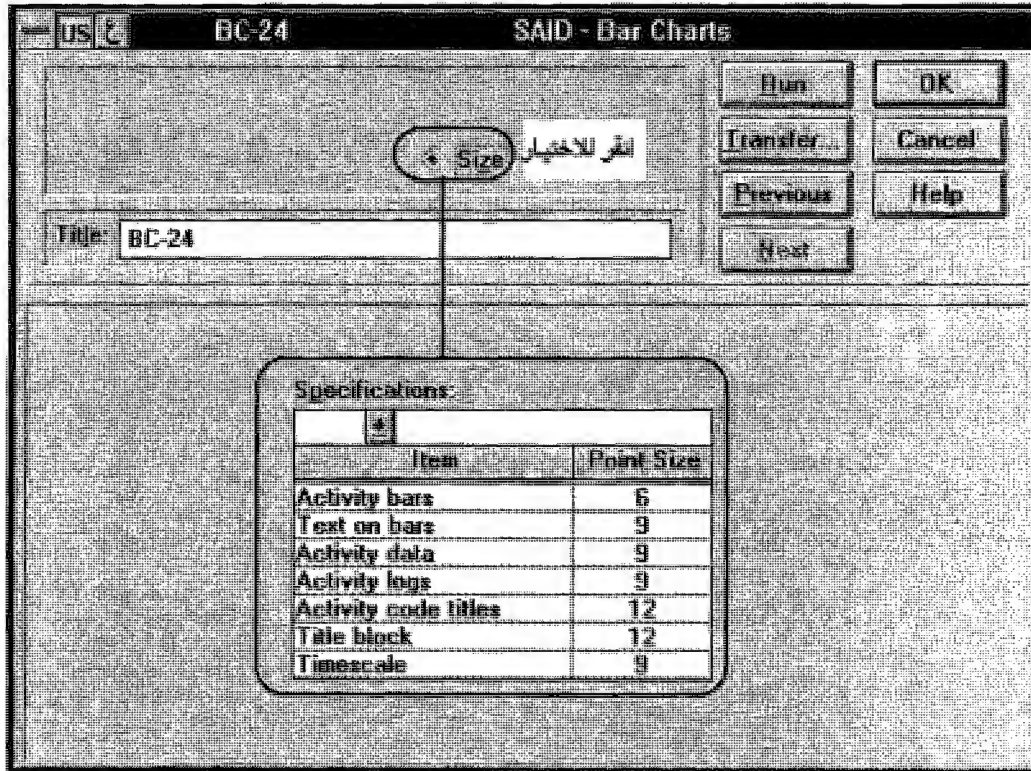 US ع BC-24 SAID - Bar Charts
Run OK
Size انقر للاختيار
Transfer... Cancel
Previous Help
Title: BC-24
Next
Specifications:
Item Point Size
Activity bars 6
Text on bars 9
Activity data 9
Activity logs 9
Activity code titles 12
Title block 12
Timescale 9